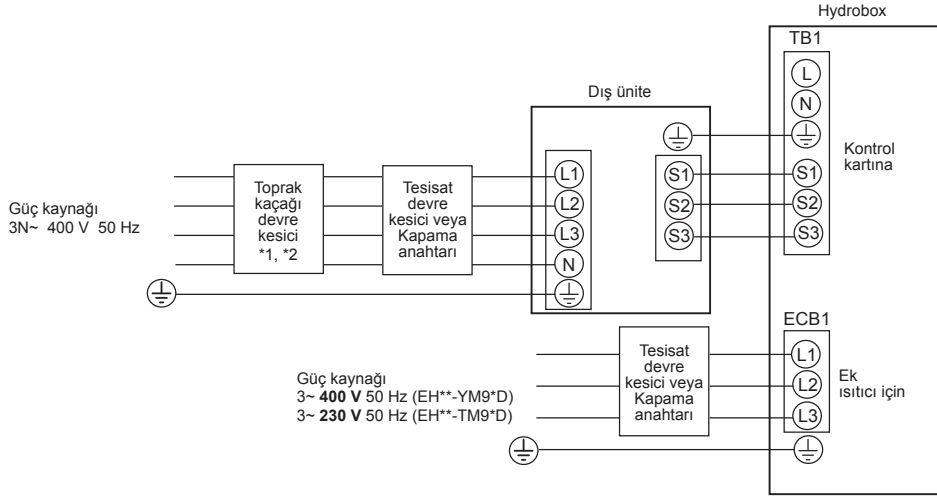 Hydrobox
TB1
L
N
Kontrol
kartına
S1
S2
S3
Dış ünite
S1
S2
S3
L1
L2
L3
N
Toprak
kaçağı
devre
kesici
*1, *2
Tesisat
devre
kesici veya
Kapama
anahtarı
Güç kaynağı
3N~ 400 V 50 Hz
ECB1
L1
L2
L3
Ek
ısıtıcı için
Tesisat
devre
kesici veya
Kapama
anahtarı
Güç kaynağı
3~ 400 V 50 Hz (EH**-YM9*D)
3~ 230 V 50 Hz (EH**-TM9*D)